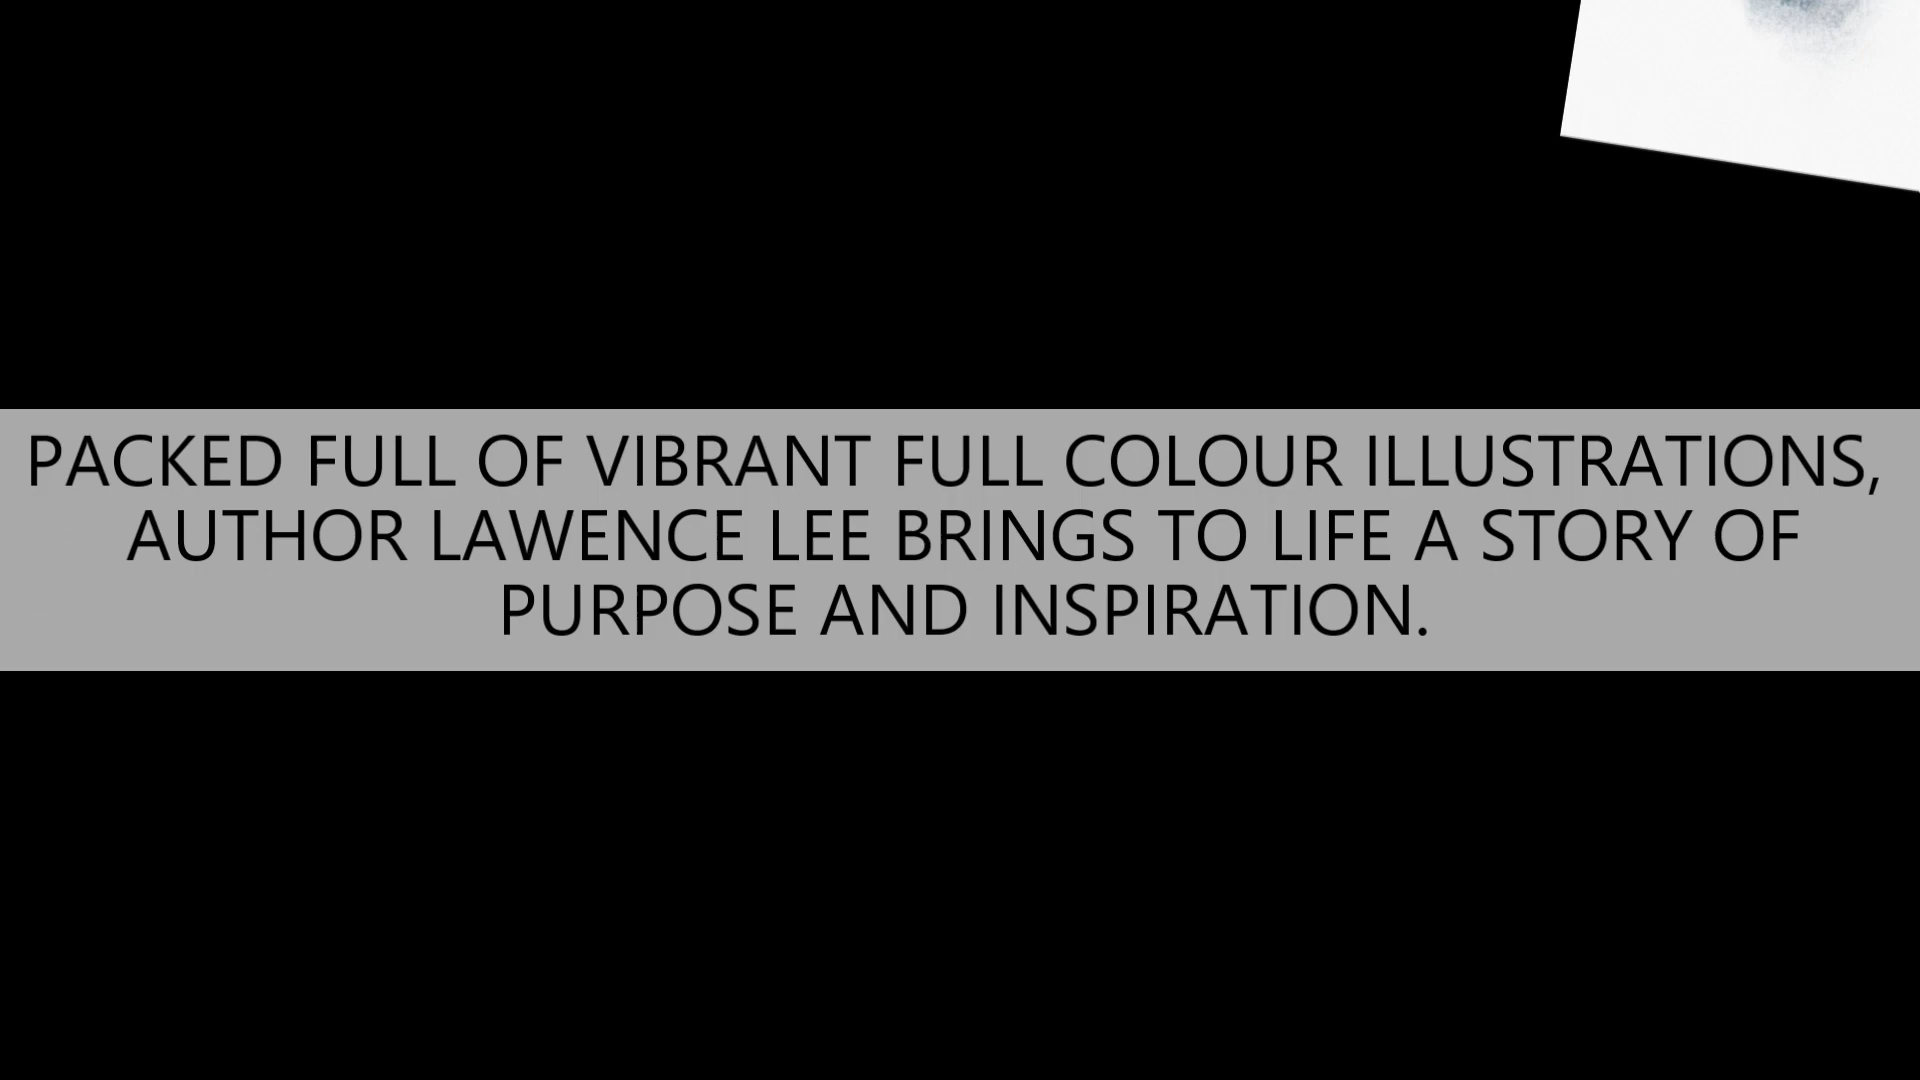 PACKED FULL OF VIBRANT FULL COLOUR ILLUSTRATIONS,
AUTHOR LAWENCE LEE BRINGS TO LIFE A STORY OF
PURPOSE AND INSPIRATION.